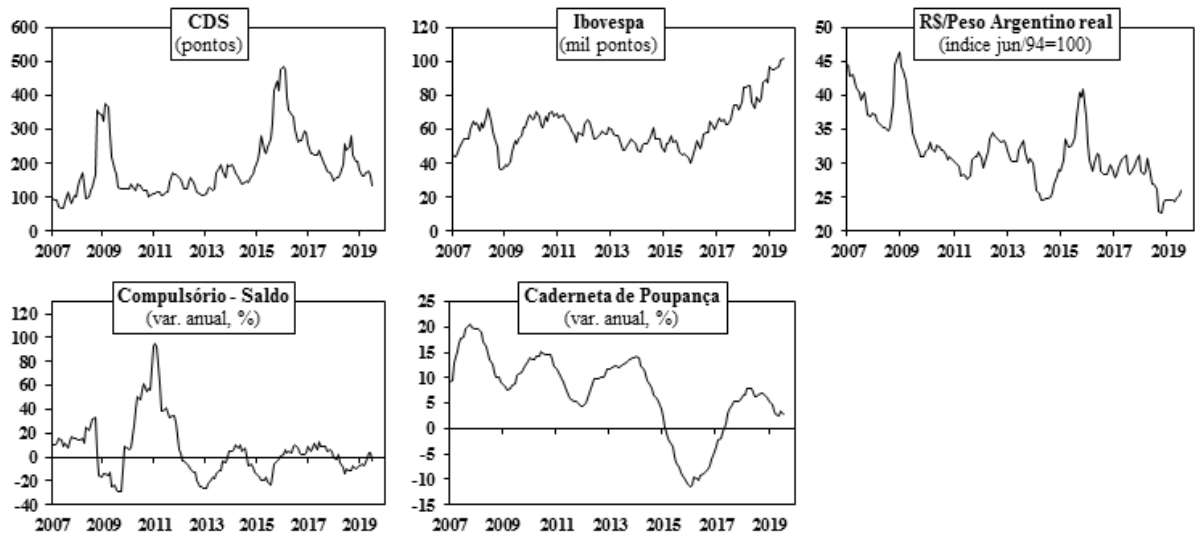 CDS
(pontos)
600
500
400
300
200
100
0
2007 2009 2011 2013 2015 2017 2019
Ibovespa
(mil pontos)
120
100
80
60
40
20
0
2007 2009 2011 2013 2015 2017 2019
R$/Peso Argentino real
(índice jun/94=100)
50
45
40
35
30
25
20
2007 2009 2011 2013 2015 2017 2019
Compulsório - Saldo
(var. anual, %)
120
100
80
60
40
20
0
-20
-40
2007 2009 2011 2013 2015 2017 2019
Caderneta de Poupança
(var. anual, %)
25
20
15
10
5
0
-5
-10
-15
2007 2009 2011 2013 2015 2017 2019